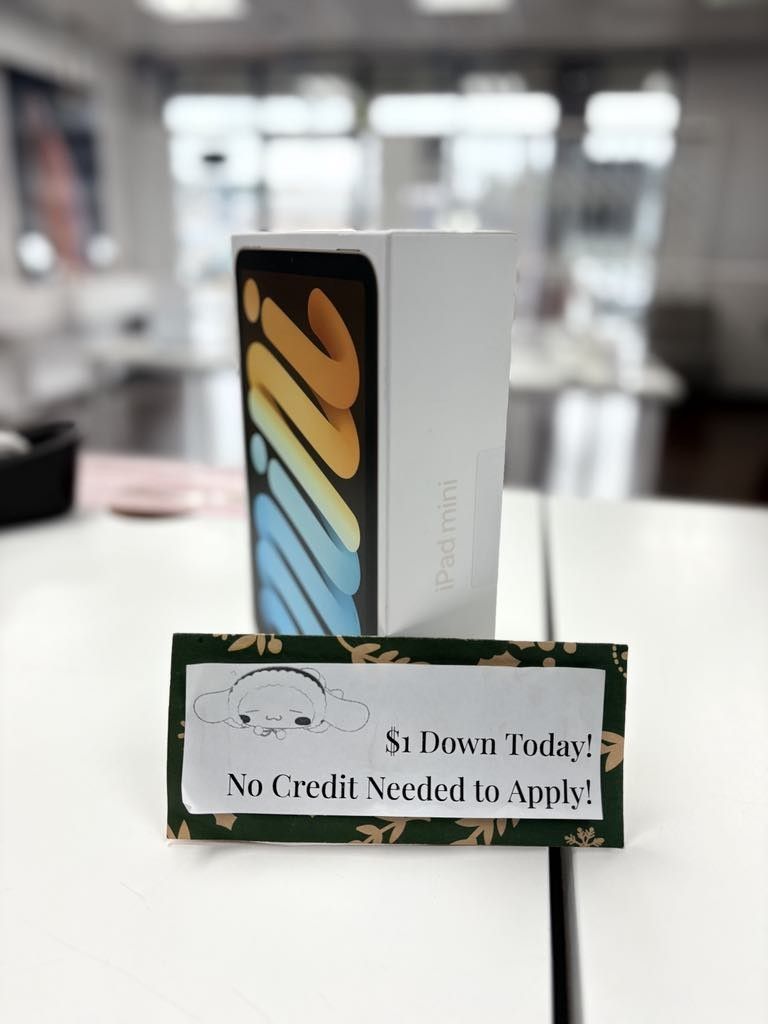 iPad mini
$1 Down Today!
No Credit Needed to Apply!